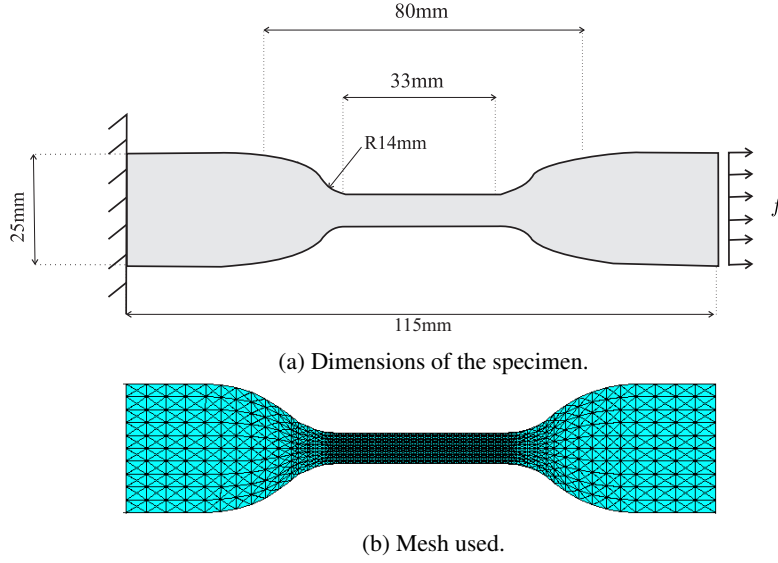 80mm
33mm
R14mm
25mm
f
115mm
(a) Dimensions of the specimen.
(b) Mesh used.